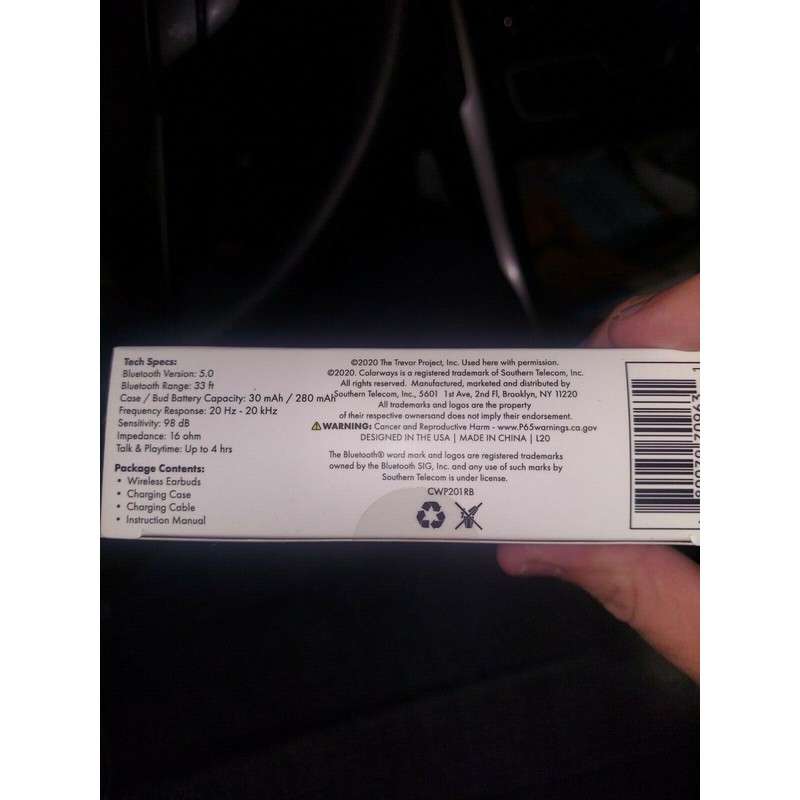 Tech Specs:
Bluetooth Version: 5.0
Bluetooth Range: 33 ft
Case / Bud Battery Capacity: 30 mAh / 280 mAh
Frequency Response: 20 Hz - 20 kHz
Sensitivity: 98 dB
Impedance: 16 ohm
Talk & Playtime: Up to 4 hrs
Package Contents:
• Wireless Earbuds
• Charging Case
• Charging Cable
• Instruction Manual
©2020 The Trevor Project, Inc. Used here with permission.
©2020. Colorways is a registered trademark of Southern Telecom, Inc.
All rights reserved. Manufactured, marketed and distributed by
Southern Telecom, Inc., 5601 1st Ave, 2nd Fl, Brooklyn, NY 11220
All trademarks and logos are the property
of their respective ownersand does not imply their endorsement.
⚠WARNING: Cancer and Reproductive Harm - www.P65warnings.ca.gov
DESIGNED IN THE USA | MADE IN CHINA | L20
The Bluetooth® word mark and logos are registered trademarks
owned by the Bluetooth SIG, Inc. and any use of such marks by
Southern Telecom is under license.
CWP201RB